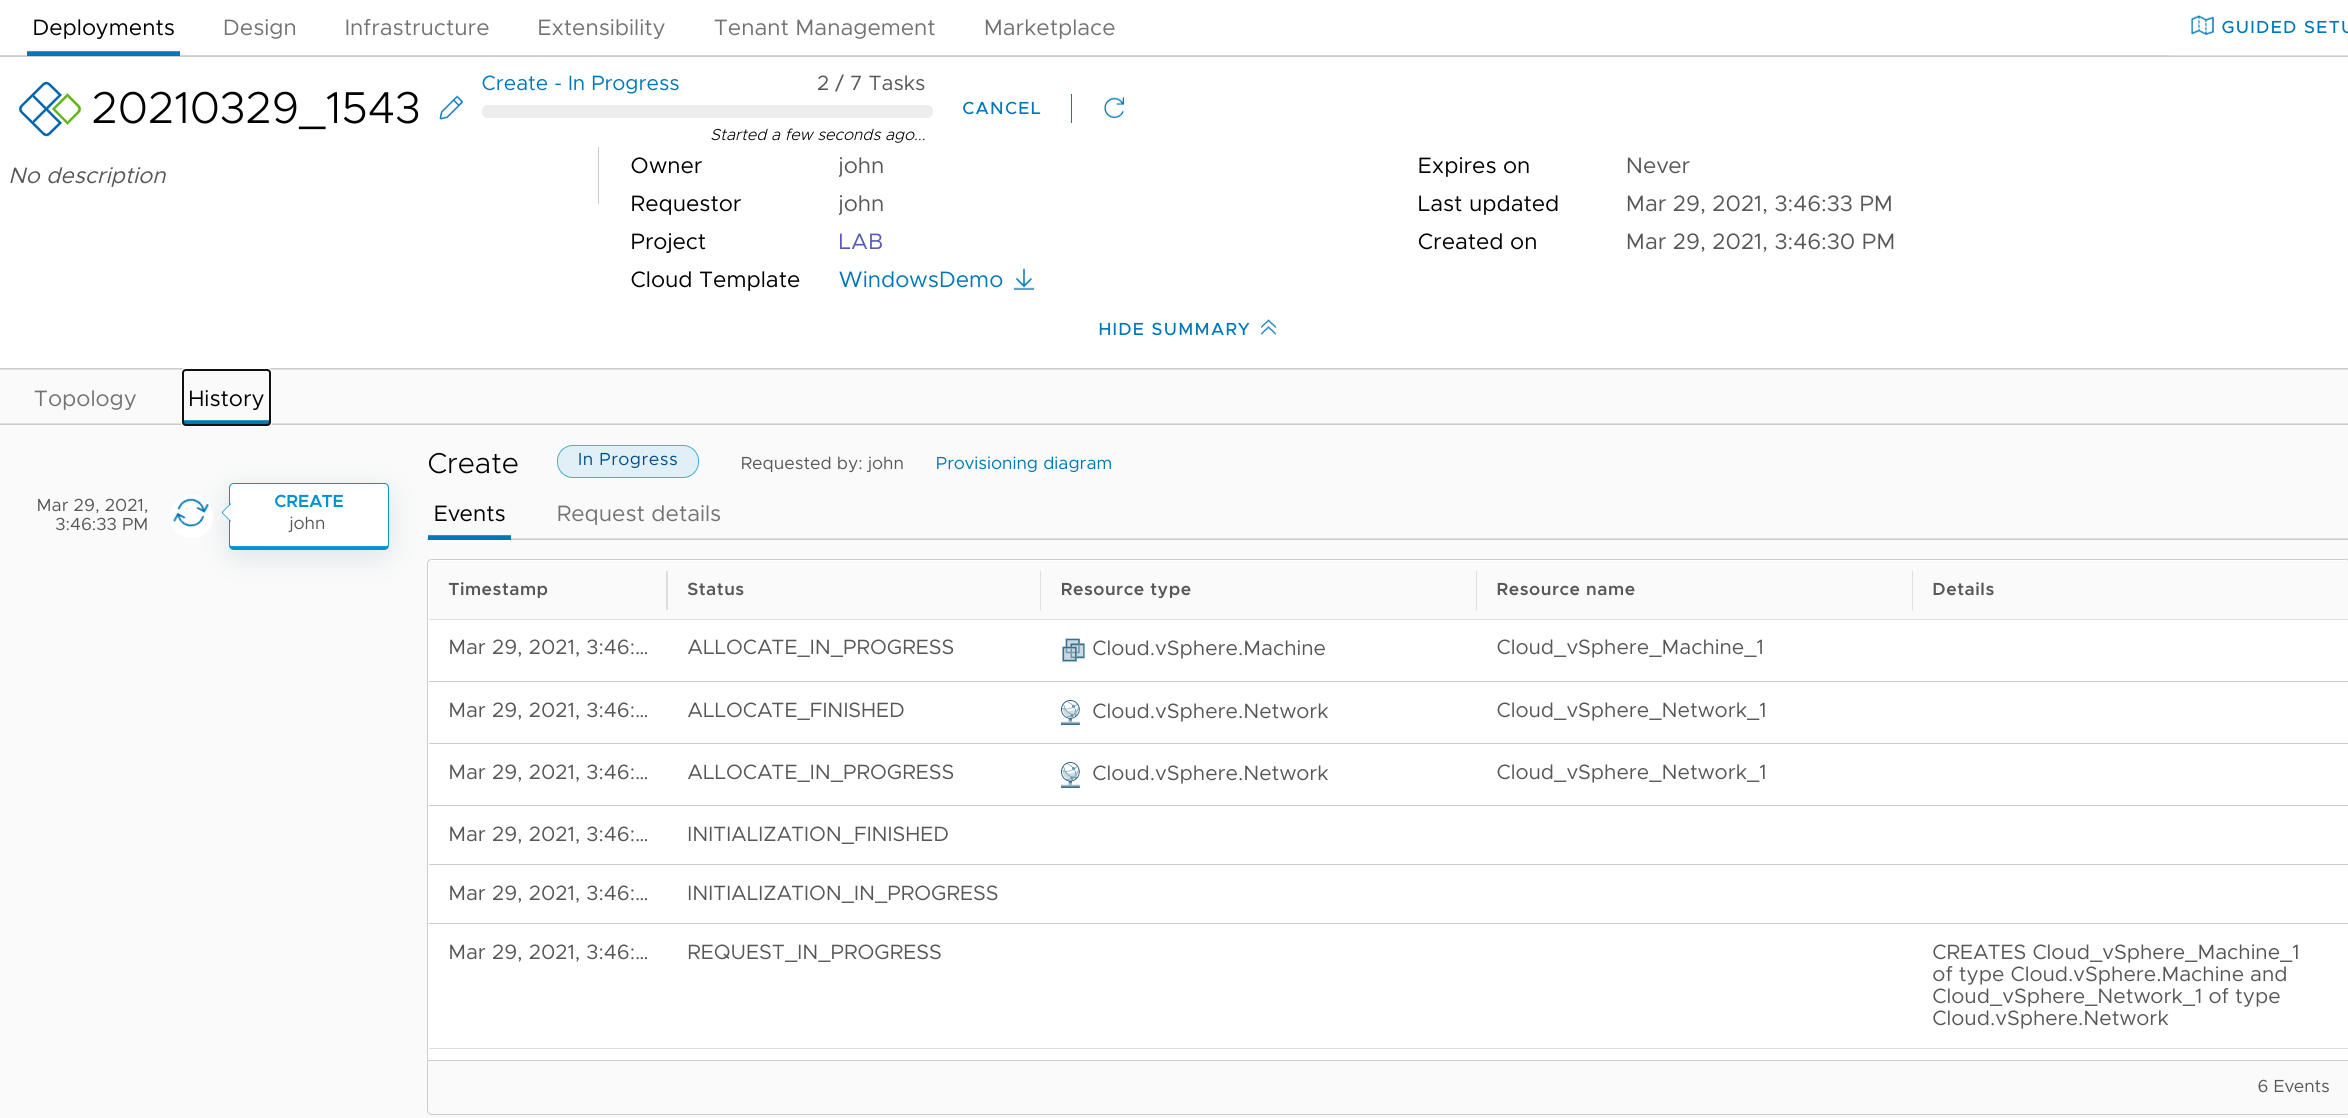 Deployments Design Infrastructure Extensibility Tenant Management Marketplace GUIDED SETU
20210329_1543 Create - In Progress 2 / 7 Tasks CANCEL
Started a few seconds ago...
No description
Owner john Expires on Never
Requestor john Last updated Mar 29, 2021, 3:46:33 PM
Project LAB Created on Mar 29, 2021, 3:46:30 PM
Cloud Template WindowsDemo
HIDE SUMMARY
Topology History
Mar 29, 2021,
3:46:33 PM
CREATE
john
Create In Progress Requested by: john Provisioning diagram
Events Request details
Timestamp Status Resource type Resource name Details
Mar 29, 2021, 3:46:... ALLOCATE_IN_PROGRESS Cloud.vSphere.Machine Cloud_vSphere_Machine_1
Mar 29, 2021, 3:46:... ALLOCATE_FINISHED Cloud.vSphere.Network Cloud_vSphere_Network_1
Mar 29, 2021, 3:46:... ALLOCATE_IN_PROGRESS Cloud.vSphere.Network Cloud_vSphere_Network_1
Mar 29, 2021, 3:46:... INITIALIZATION_FINISHED
Mar 29, 2021, 3:46:... INITIALIZATION_IN_PROGRESS
Mar 29, 2021, 3:46:... REQUEST_IN_PROGRESS CREATES Cloud_vSphere_Machine_1
of type Cloud.vSphere.Machine and
Cloud_vSphere_Network_1 of type
Cloud.vSphere.Network
6 Events